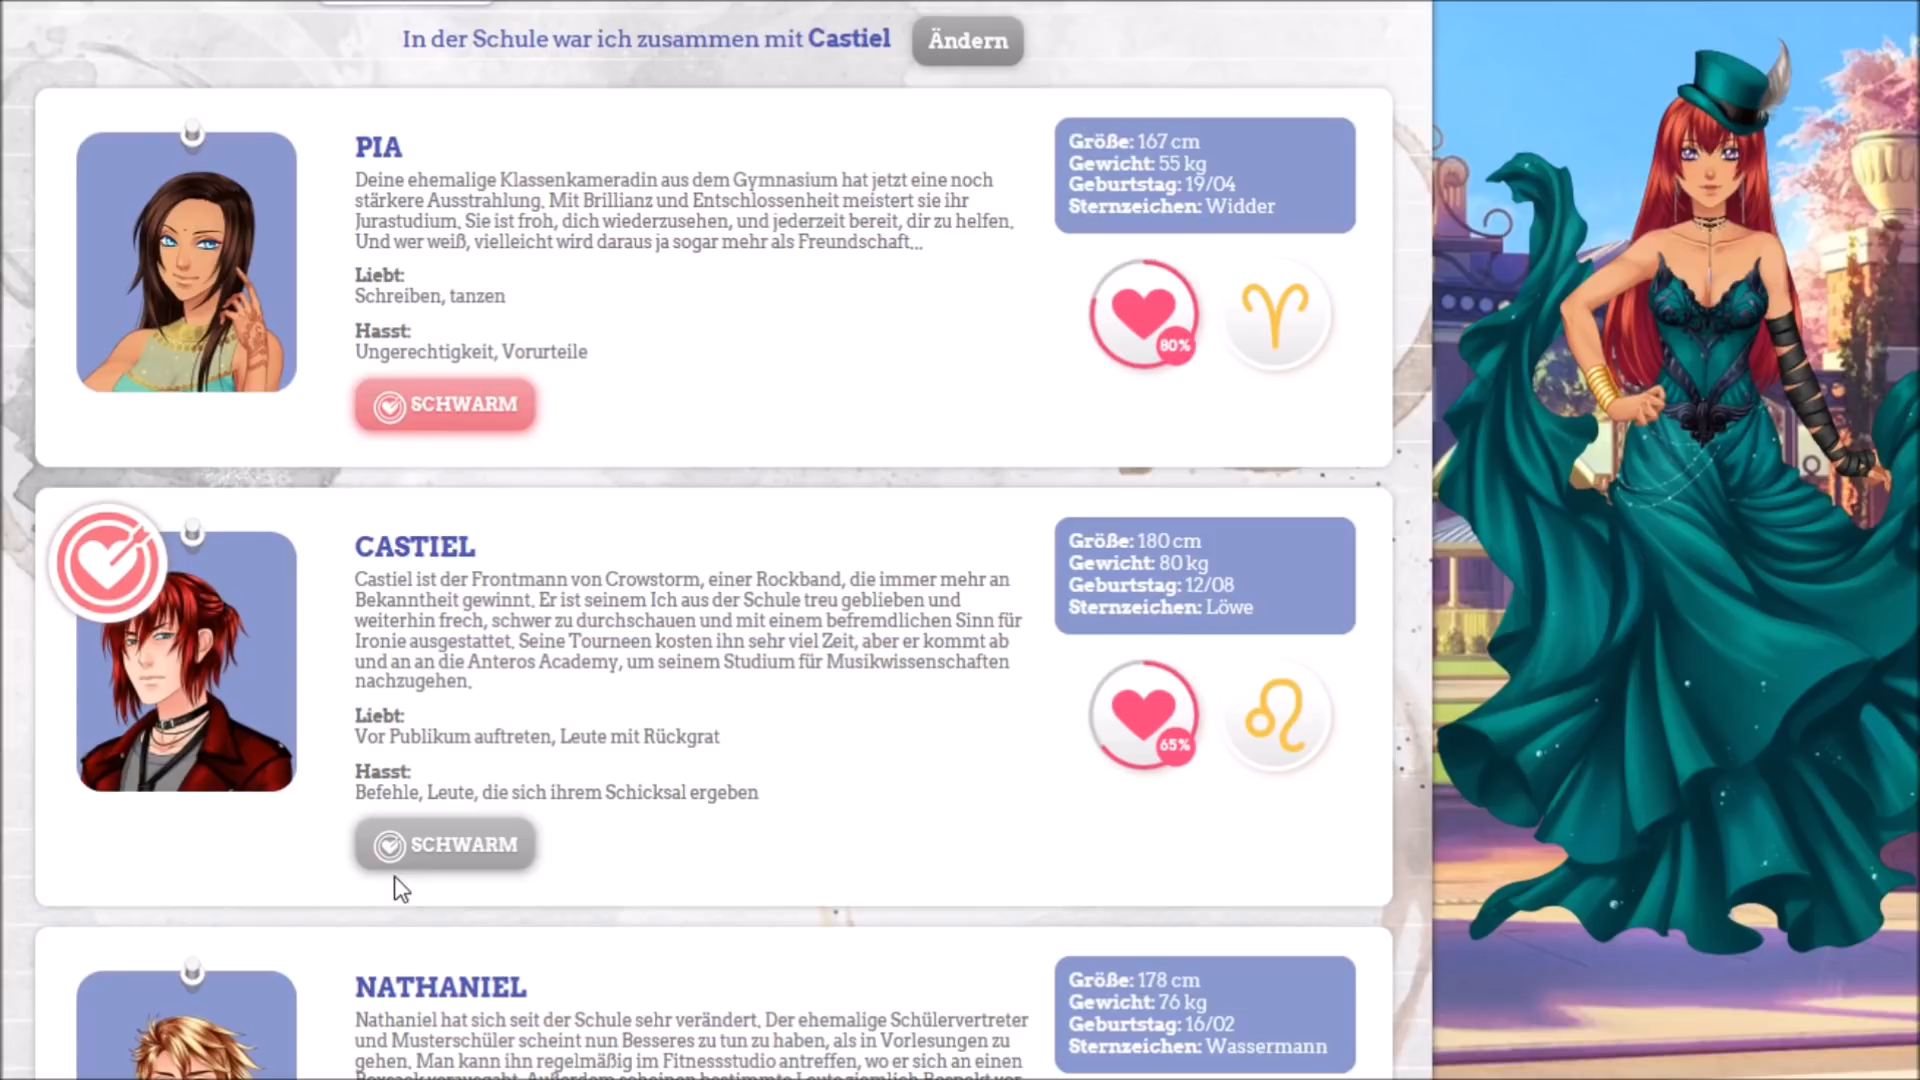 In der Schule war ich zusammen mit Castiel
Ändern
PIA
Deine ehemalige Klassenkameradin aus dem Gymnasium hat jetzt eine noch
stärkere Ausstrahlung. Mit Brillianz und Entschlossenheit meistert sie ihr
Jurastudium. Sie ist froh, dich wiederzusehen, und jederzeit bereit, dir zu helfen.
Und wer weiß, vielleicht wird daraus ja sogar mehr als Freundschaft...
Liebt:
Schreiben, tanzen
Hasst:
Ungerechtigkeit, Vorurteile
SCHWARM
Größe: 167 cm
Gewicht: 55 kg
Geburtstag: 19/04
Sternzeichen: Widder
80%
CASTIEL
Castiel ist der Frontmann von Crowstorm, einer Rockband, die immer mehr an
Bekanntheit gewinnt. Er ist seinem Ich aus der Schule treu geblieben und
weiterhin frech, schwer zu durchschauen und mit einem befremdlichen Sinn für
Ironie ausgestattet. Seine Tourneen kosten ihn sehr viel Zeit, aber er kommt ab
und an an die Anteros Academy, um seinem Studium für Musikwissenschaften
nachzugehen.
Liebt:
Vor Publikum auftreten, Leute mit Rückgrat
Hasst:
Befehle, Leute, die sich ihrem Schicksal ergeben
SCHWARM
Größe: 180 cm
Gewicht: 80 kg
Geburtstag: 12/08
Sternzeichen: Löwe
65%
NATHANIEL
Nathaniel hat sich seit der Schule sehr verändert. Der ehemalige Schülervertreter
und Musterschüler scheint nun Besseres zu tun zu haben, als in Vorlesungen zu
gehen. Man kann ihn regelmäßig im Fitnessstudio antreffen, wo er sich an einen
Größe: 178 cm
Gewicht: 76 kg
Geburtstag: 16/02
Sternzeichen: Wassermann